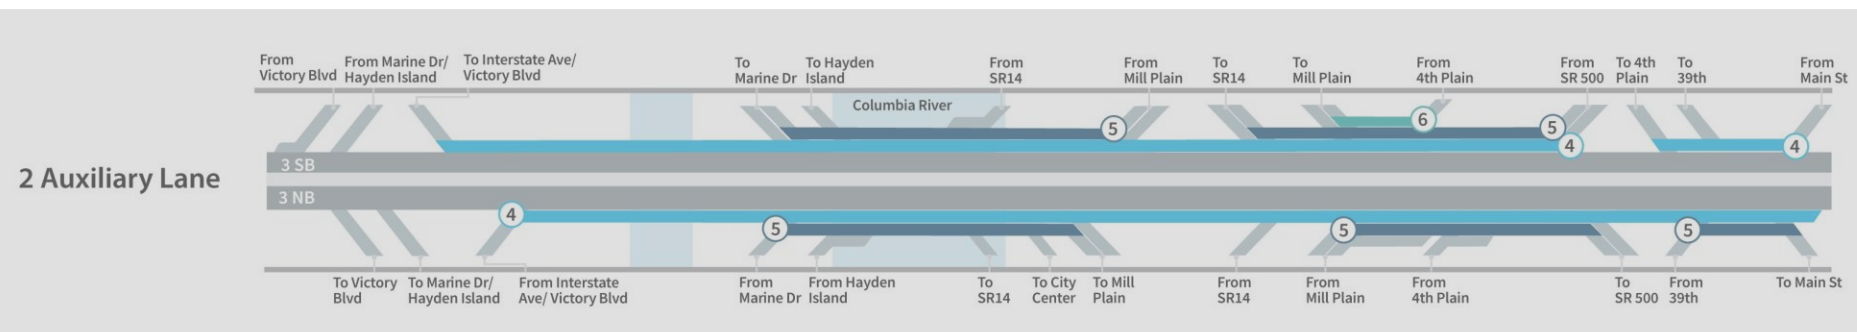 From
Victory Blvd
From Marine Dr/
Hayden Island
To Interstate Ave/
Victory Blvd
To
Marine Dr
To Hayden
Island
From
SR14
From
Mill Plain
To
SR14
To
Mill Plain
From
4th Plain
From
SR 500
To 4th
Plain
To
39th
From
Main St
Columbia River
5
6
5
4
4
2 Auxiliary Lane
3 SB
3 NB
4
5
5
5
To Victory
Blvd
To Marine Dr/
Hayden Island
From Interstate
Ave/ Victory Blvd
From
Marine Dr
From Hayden
Island
To
SR14
To City
Center
To Mill
Plain
From
SR14
From
Mill Plain
From
4th Plain
To
SR 500
From
39th
To Main St